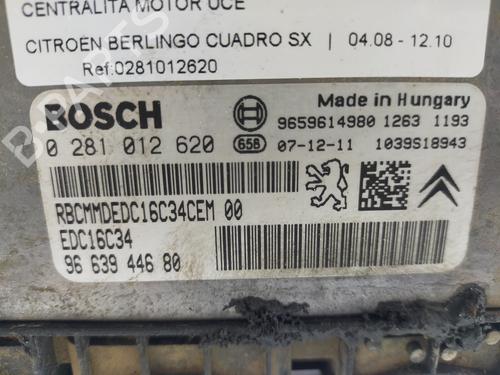 CENTRALITA MOTOR UCE
CITROËN BERLINGO CUADRO SX | 04.08 - 12.10
Ref:0281012620
BOSCH
Made in Hungary
9659614980 1263 1193
0 281 012 620 658 07-12-11 1039S18943
RBCMMDEDC16C34CEM 00
EDC16C34
96 639 446 80